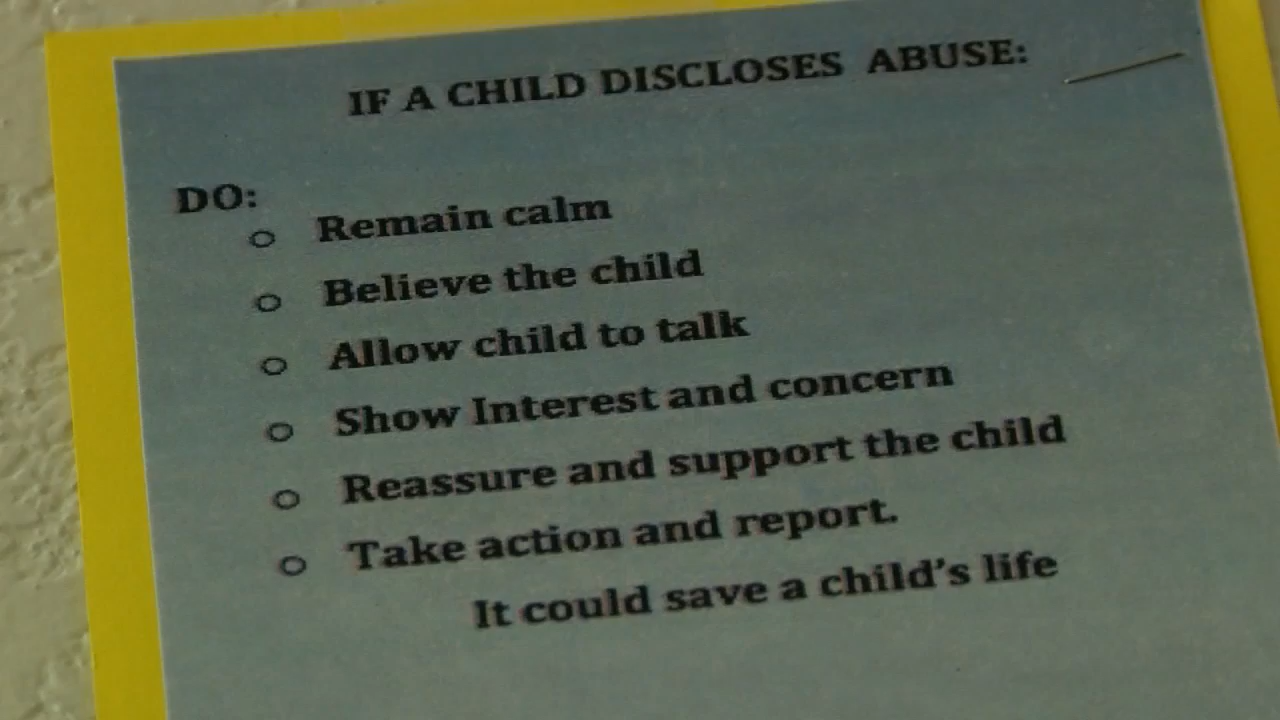 IF A CHILD DISCLOSES ABUSE:
DO:
o Remain calm
o Believe the child
o Allow child to talk
o Show Interest and concern
o Reassure and support the child
o Take action and report.
It could save a child's life